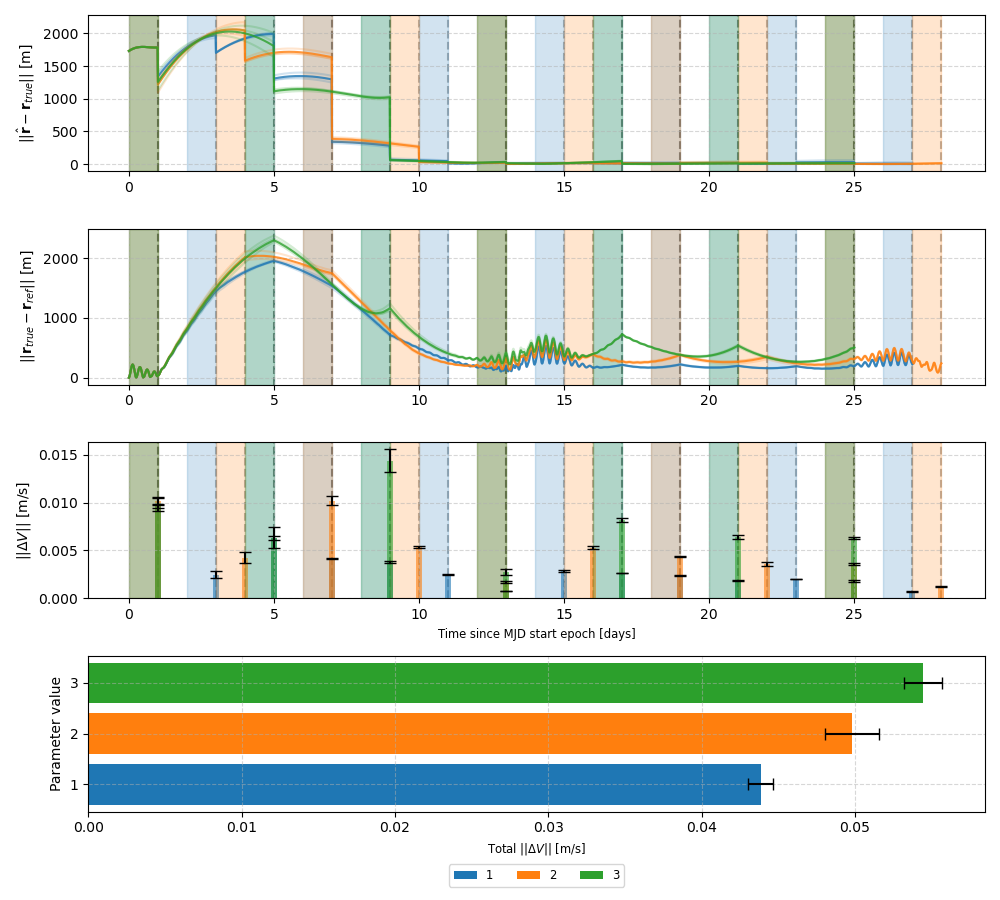 ||r̂ − r_true|| [m]
2000
1500
1000
500
0
0 5 10 15 20 25
||r_true − r_ref|| [m]
2000
1000
0
0 5 10 15 20 25
||ΔV|| [m/s]
0.015
0.010
0.005
0.000
0 5 10 15 20 25
Time since MJD start epoch [days]
Parameter value
3
2
1
0.00 0.01 0.02 0.03 0.04 0.05
Total ||ΔV|| [m/s]
1 2 3